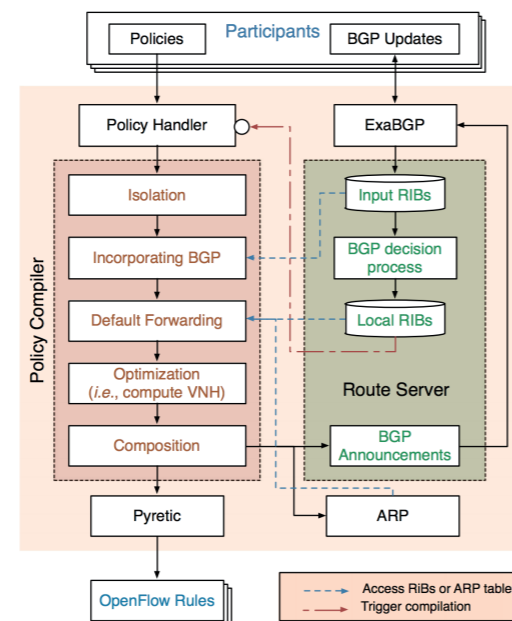 Participants
Policies
BGP Updates
Policy Handler
ExaBGP
Policy Compiler
Isolation
Incorporating BGP
Default Forwarding
Optimization
(i.e., compute VNH)
Composition
Input RIBs
BGP decision
process
Local RIBs
Route Server
BGP
Announcements
Pyretic
ARP
OpenFlow Rules
Access RiBs or ARP table
Trigger compilation